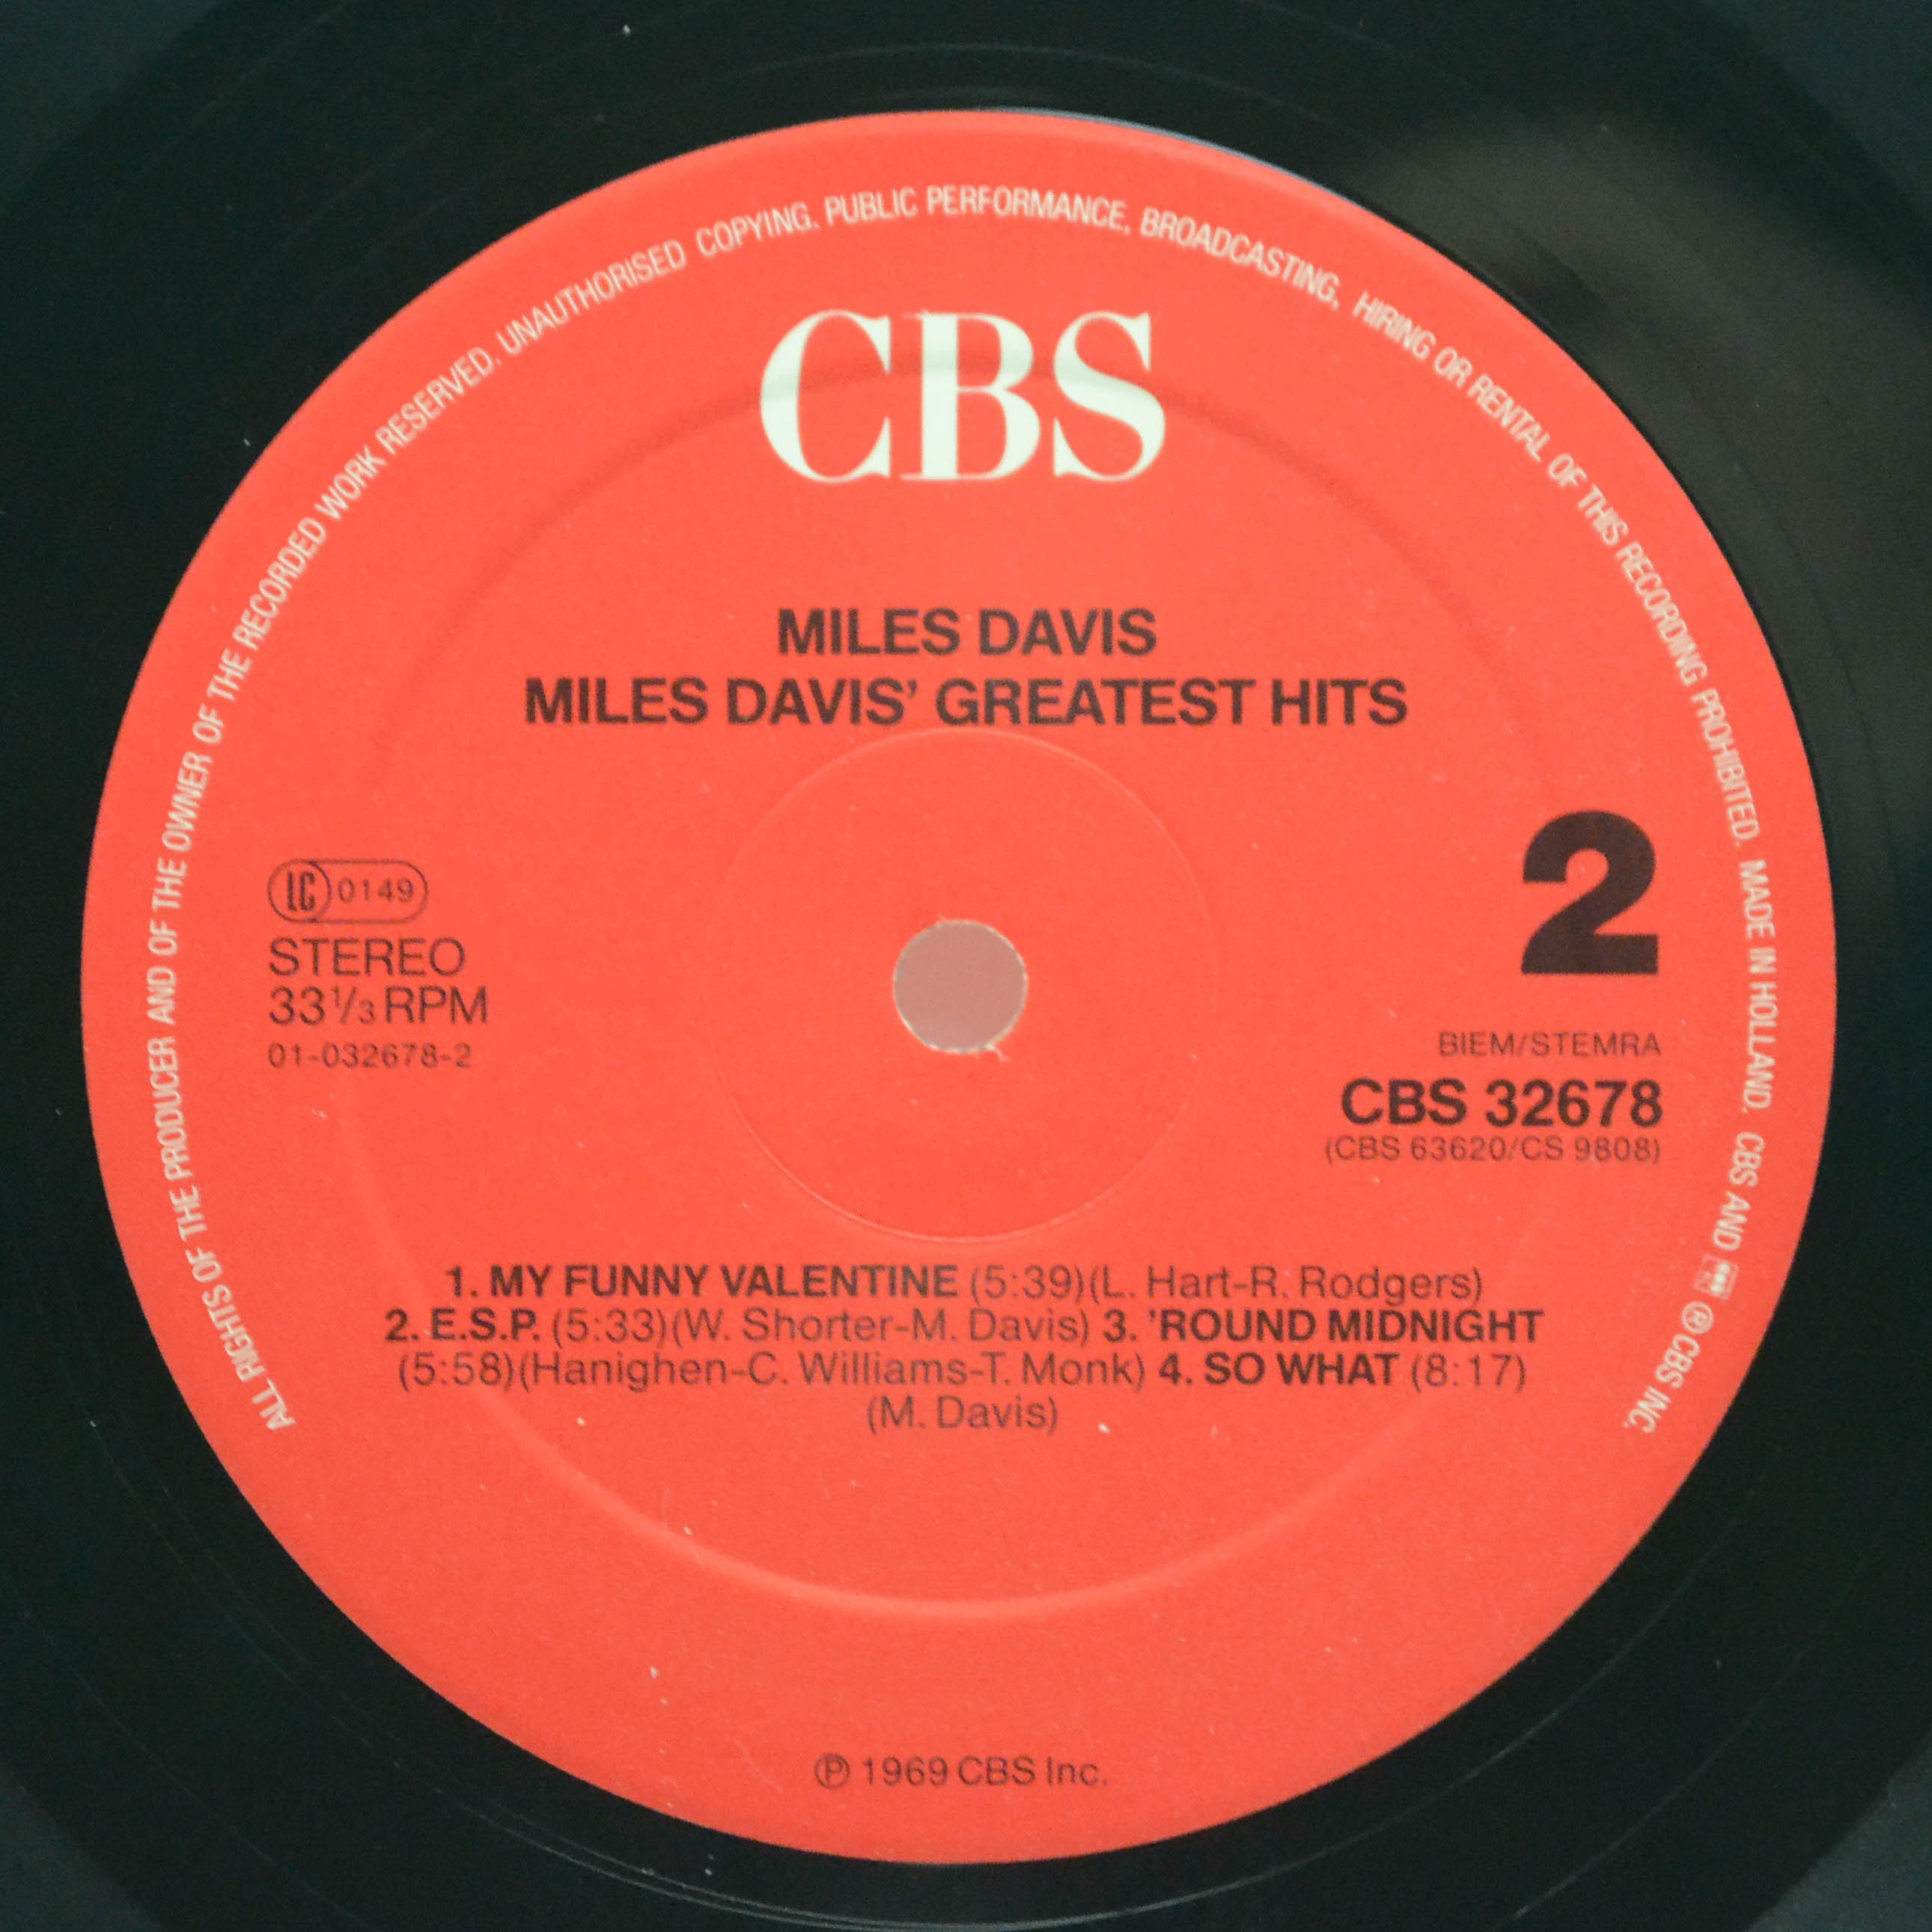 ALL RIGHTS OF THE PRODUCER AND OF THE OWNER OF THE RECORDED WORK RESERVED. UNAUTHORISED COPYING, PUBLIC PERFORMANCE, BROADCASTING, HIRING OR RENTAL OF THIS RECORDING PROHIBITED. MADE IN HOLLAND. CBS AND ® CBS INC.
CBS
MILES DAVIS
MILES DAVIS’ GREATEST HITS
LC 0149
STEREO
33 1/3 RPM
01-032678-2
2
BIEM/STEMRA
CBS 32678
(CBS 63620/CS 9808)
1. MY FUNNY VALENTINE (5:39)(L. Hart-R. Rodgers)
2. E.S.P. (5:33)(W. Shorter-M. Davis) 3. ’ROUND MIDNIGHT
(5:58)(Hanighen-C. Williams-T. Monk) 4. SO WHAT (8:17)
(M. Davis)
℗ 1969 CBS Inc.